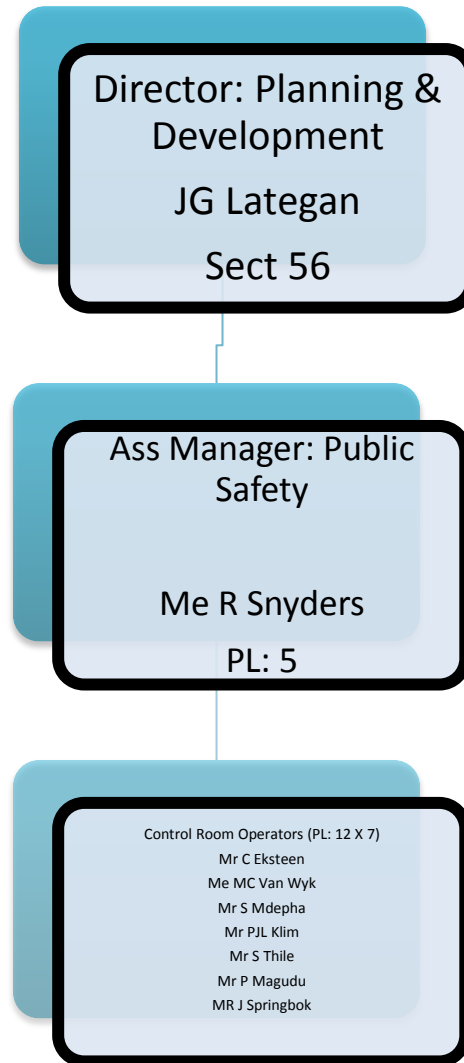 Director: Planning &
Development
JG Lategan
Sect 56
Ass Manager: Public
Safety
Me R Snyders
PL: 5
Control Room Operators (PL: 12 X 7)
Mr C Eksteen
Me MC Van Wyk
Mr S Mdepha
Mr PJL Klim
Mr S Thile
Mr P Magudu
MR J Springbok